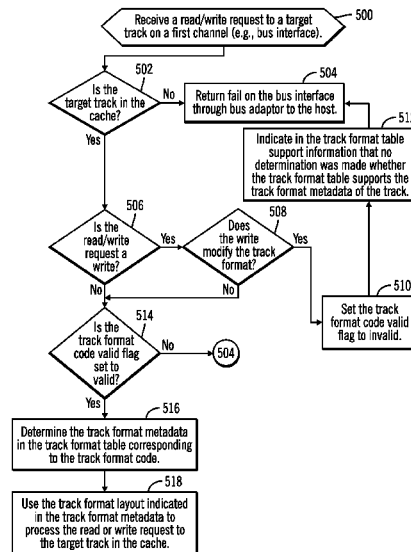 Receive a read/write request to a target
track on a first channel (e.g., bus interface).
500
502
Is the
target track in the
cache?
No
Yes
504
Return fail on the bus interface
through bus adaptor to the host.
Indicate in the track format table
support information that no
determination was made whether
the track format table supports the
track format metadata of the track.
506
Is the
read/write
request a
write?
Yes
No
508
Does
the write
modify the track
format?
Yes
No
510
Set the track
format code valid
flag to invalid.
514
Is the
track format
code valid flag
set to
valid?
No
504
Yes
516
Determine the track format metadata
in the track format table corresponding
to the track format code.
518
Use the track format layout indicated
in the track format metadata to
process the read or write request to
the target track in the cache.